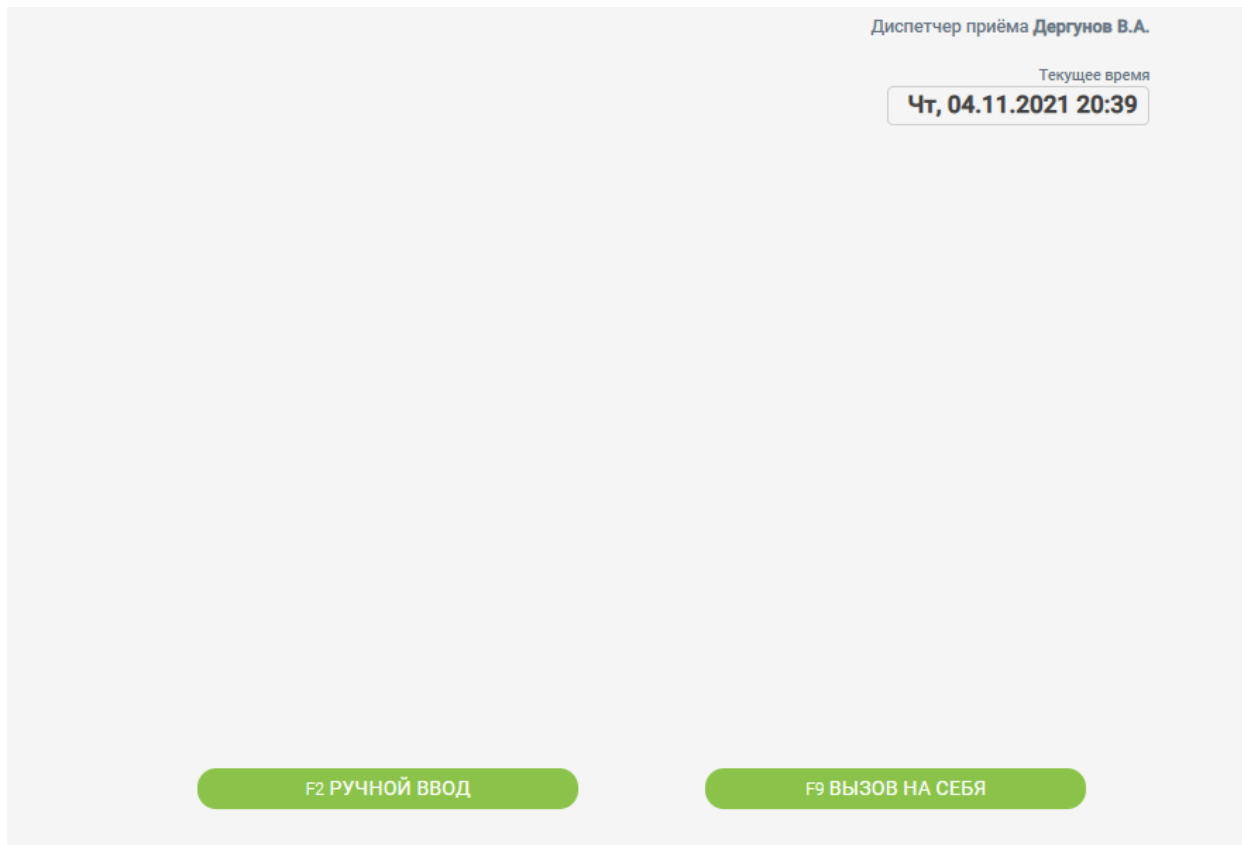 Диспетчер приёма Дергунов В.А.
Текущее время
Чт, 04.11.2021 20:39
F2 РУЧНОЙ ВВОД
F9 ВЫЗОВ НА СЕБЯ